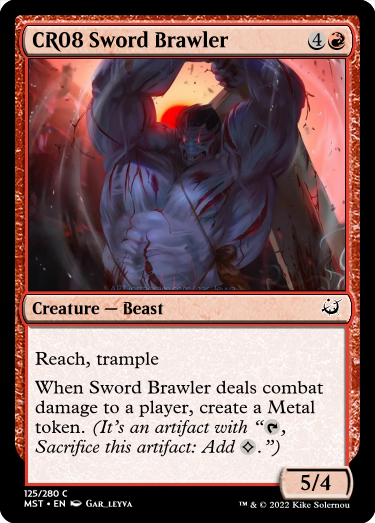 CR08 Sword Brawler
4
Creature — Beast
Reach, trample
When Sword Brawler deals combat
damage to a player, create a Metal
token. (It's an artifact with “,
Sacrifice this artifact: Add .”)
5/4
125/280 C
MST • EN Gar_leyva
™ & © 2022 Kike Solernou